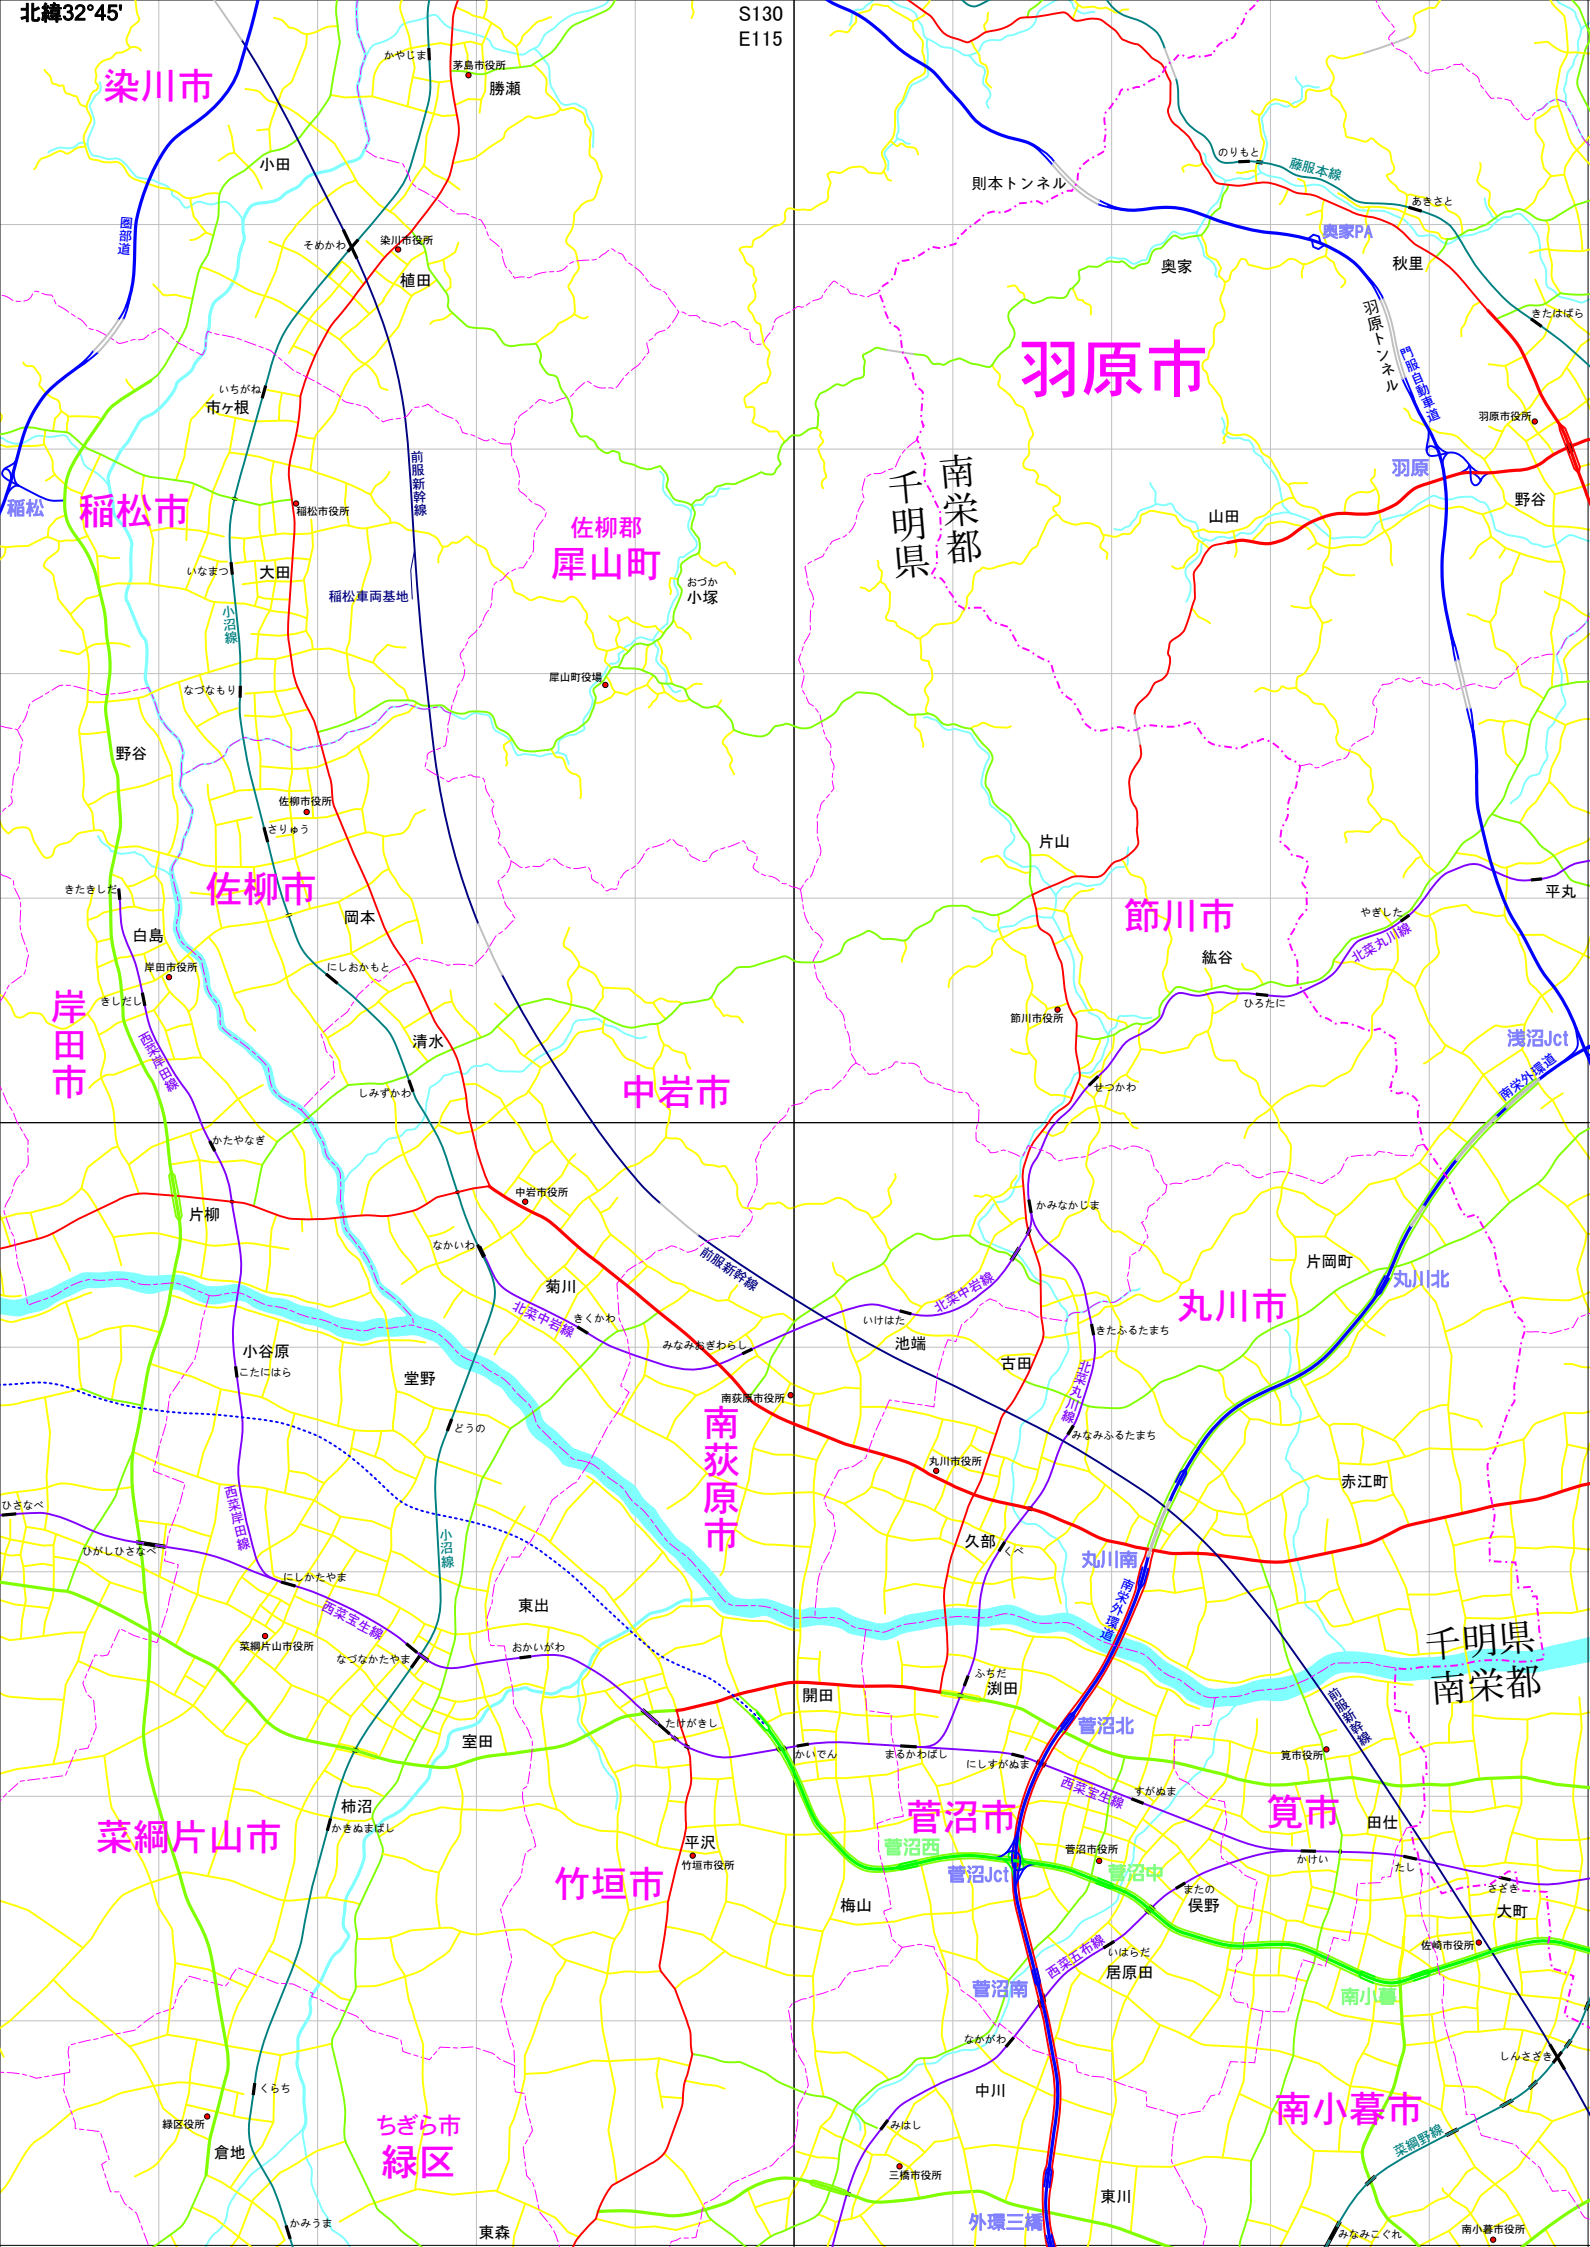 北緯32°45'
S130
E115
染川市
かやじま
茅島市役所
勝瀬
小田
圏部道
そめかわ
染川市役所
植田
則本トンネル
のりもと
藤服本線
あきさと
奥家PA
奥家
秋里
羽原トンネル
きたはばら
羽原市
門服自動車道
いちがね
市ヶ根
羽原市役所
前服新幹線
羽原
稲松
稲松市
稲松市役所
佐柳郡
犀山町
千明県
南栄都
山田
野谷
いなまつ
大田
稲松車両基地
おづか
小塚
小沼線
犀山町役場
なづなもり
野谷
佐柳市役所
さりゅう
片山
きたきしだ
佐柳市
岡本
節川市
やぎした
平丸
白島
岸田市役所
にしおかもと
紘谷
北菜丸川線
きしだし
ひろたに
岸田市
節川市役所
西菜岸田線
清水
浅沼Jct
しみずかわ
中岩市
せつかわ
南栄外環道
かたやなぎ
片柳
中岩市役所
かみなかじま
なかいわ
前服新幹線
片岡町
菊川
北菜中岩線
丸川北
北菜中岩線
きくかわ
いけはた
丸川市
みなみおぎわらし
池端
きたふるたまち
小谷原
こたにはら
堂野
古田
北菜丸川線
南荻原市役所
南荻原市
どうの
みなみふるたまち
丸川市役所
赤江町
西菜岸田線
ひさなべ
小沼線
ひがしひさなべ
久部
くべ
丸川南
にしかたやま
南栄外環道
西菜宝生線
東出
菜綱片山市役所
おかいがわ
なづなかたやま
千明県
南栄都
ふちだ
渕田
開田
前服新幹線
たけがきし
菅沼北
室田
かいでん
まるかわばし
にしすがぬま
筧市役所
西菜宝生線
すがぬま
柿沼
かきぬまばし
菅沼市
筧市
田仕
菜綱片山市
平沢
竹垣市役所
菅沼西
菅沼市役所
かけい
たし
竹垣市
菅沼Jct
菅沼中
またの
俣野
ささき
大町
梅山
いはらだ
居原田
佐崎市役所
西菜五布線
菅沼南
南小暮
なかがわ
しんささき
くらち
中川
緑区役所
ちぎら市
緑区
みはし
南小暮市
菜綱野線
倉地
三橋市役所
東川
かみうま
東森
外環三橋
みなみこぐれ
南小暮市役所